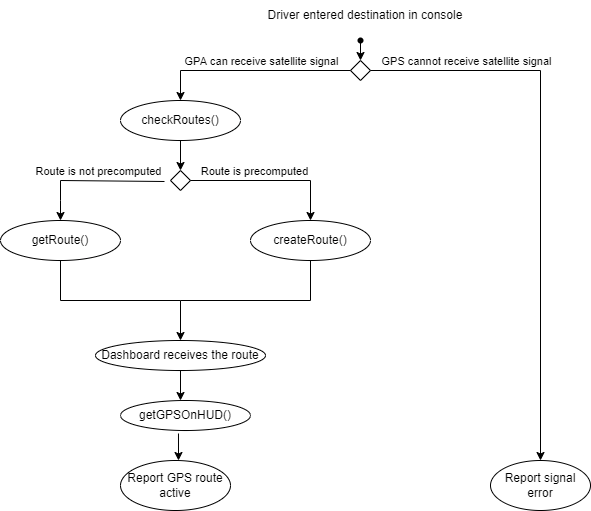 Driver entered destination in console
GPA can receive satellite signal
GPS cannot receive satellite signal
checkRoutes()
Route is not precomputed
Route is precomputed
getRoute()
createRoute()
Dashboard receives the route
getGPSOnHUD()
Report GPS route
active
Report signal
error